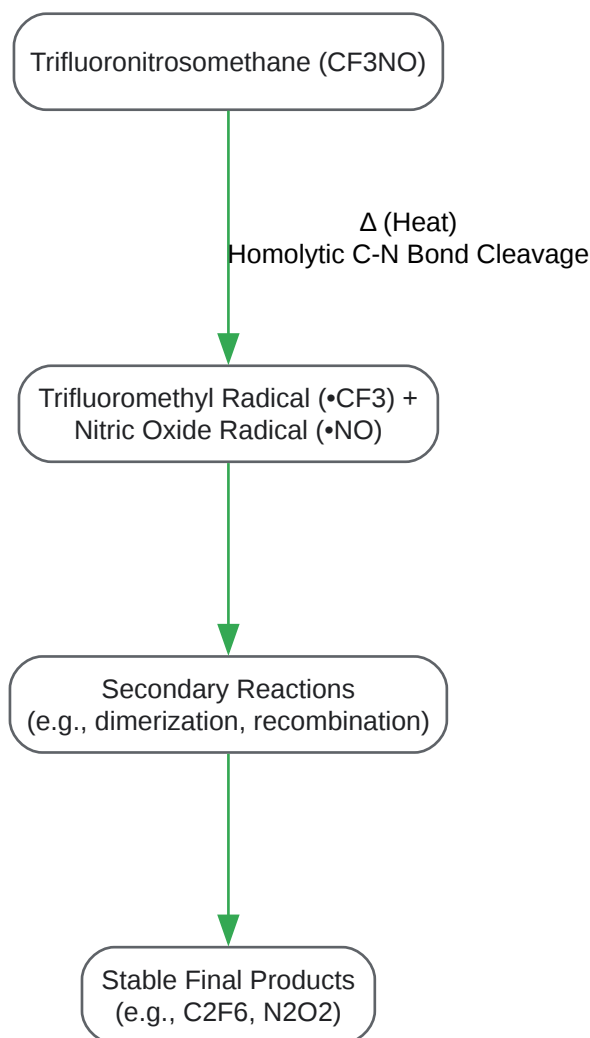 Trifluoronitrosomethane (CF3NO)
Δ (Heat)
Homolytic C-N Bond Cleavage
Trifluoromethyl Radical (•CF3) +
Nitric Oxide Radical (•NO)
Secondary Reactions
(e.g., dimerization, recombination)
Stable Final Products
(e.g., C2F6, N2O2)